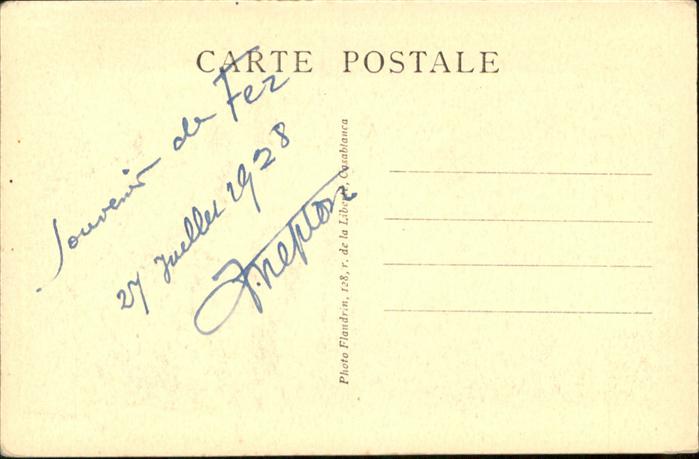 CARTE POSTALE
Souvenir de Fez
27 Juillet 1928
Photo Flandrin, 128, r. de la Liberté, Casablanca